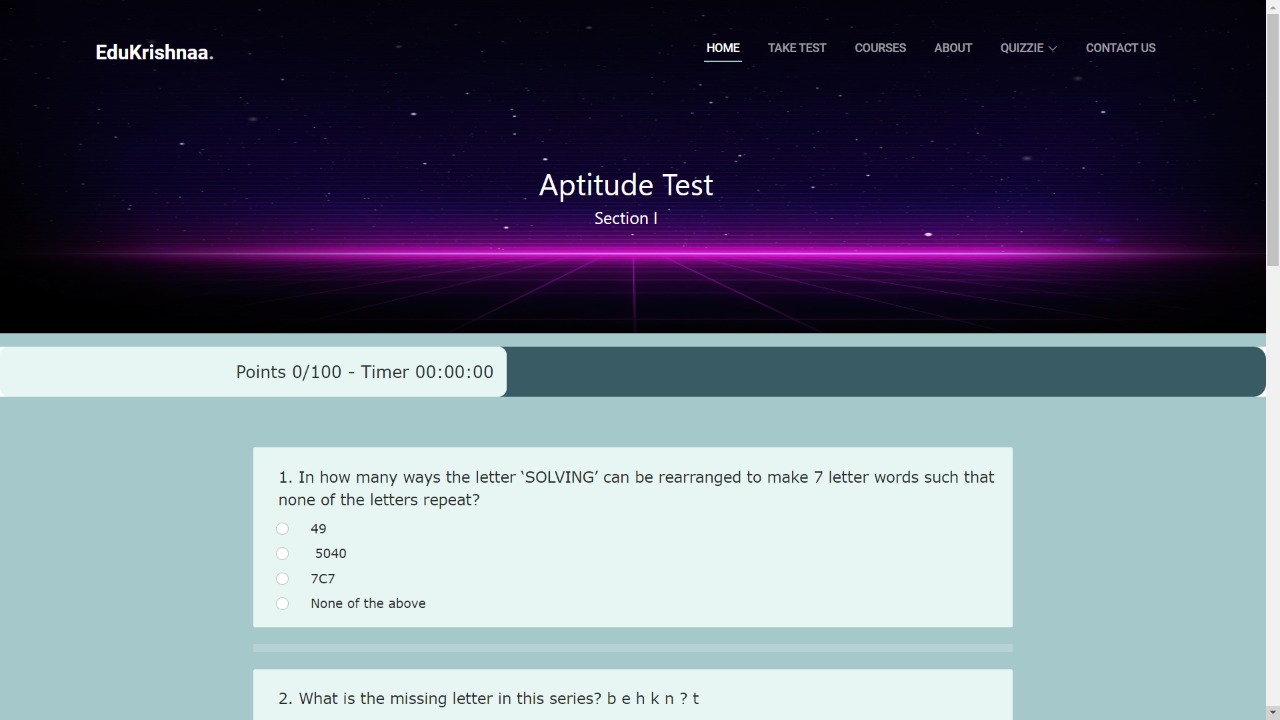 EduKrishnaa.
HOME TAKE TEST COURSES ABOUT QUIZZIE CONTACT US
Aptitude Test
Section I
Points 0/100 - Timer 00:00:00
1. In how many ways the letter ‘SOLVING’ can be rearranged to make 7 letter words such that
none of the letters repeat?
49
5040
7C7
None of the above
2. What is the missing letter in this series? b e h k n ? t